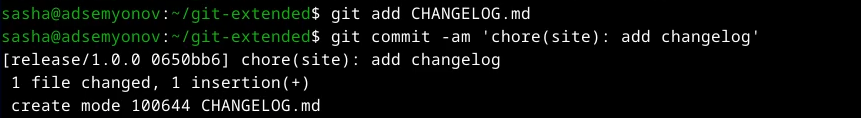 sasha@adsemyonov:~/git-extended$ git add CHANGELOG.md
sasha@adsemyonov:~/git-extended$ git commit -am 'chore(site): add changelog'
[release/1.0.0 0650bb6] chore(site): add changelog
 1 file changed, 1 insertion(+)
 create mode 100644 CHANGELOG.md